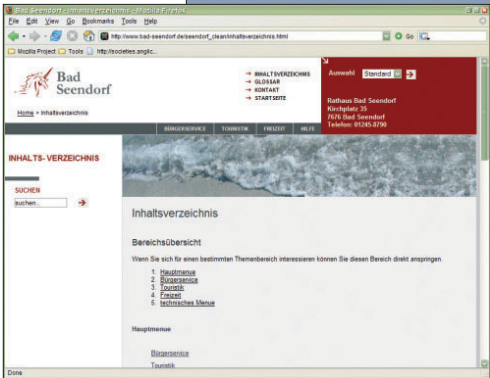 Bad Seendorf - Inhaltsverzeichnis - Mozilla Firefox
File Edit View Go Bookmarks Tools Help
http://www.bad-seendorf.de/seendorf_clean/inhaltsverzeichnis.html
Go
Mozilla Project Tools http://societies.anglic...
Bad
Seendorf
INHALTSVERZEICHNIS
GLOSSAR
KONTAKT
STARTSEITE
Auswahl Standard
Rathaus Bad Seendorf
Kirchplatz 35
7676 Bad Seendorf
Telefon: 01245-8790
Home > Inhaltsverzeichnis
BÜRGERSERVICE TOURISTIK FREIZEIT HILFE
INHALTS- VERZEICHNIS
SUCHEN
suchen...
Inhaltsverzeichnis
Bereichsübersicht
Wenn Sie sich für einen bestimmten Themenbereich interessieren können Sie diesen Bereich direkt anspringen.
1. Hauptmenue
2. Bürgerservice
3. Touristik
4. Freizeit
5. technisches Menue
Hauptmenue
Bürgerservice
Touristik
Done